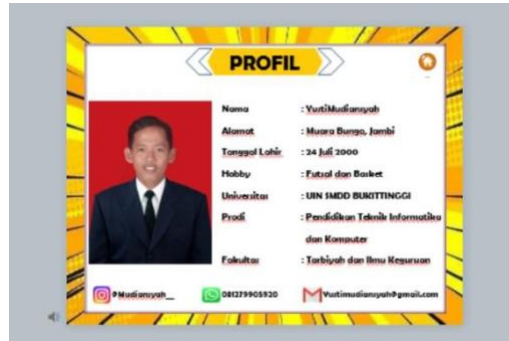 PROFIL
Nama : YustiMudiansyah
Alamat : Muara Bungo, Jambi
Tanggal Lahir : 24 Juli 2000
Hobby : Futsal dan Basket
Universitas : UIN SMDD BUKITTINGGI
Prodi : Pendidikan Teknik Informatika
dan Komputer
Fakultas : Tarbiyah dan Ilmu Keguruan
@Mudiansyah__ 081279905920 Yustimudiansyah@gmail.com